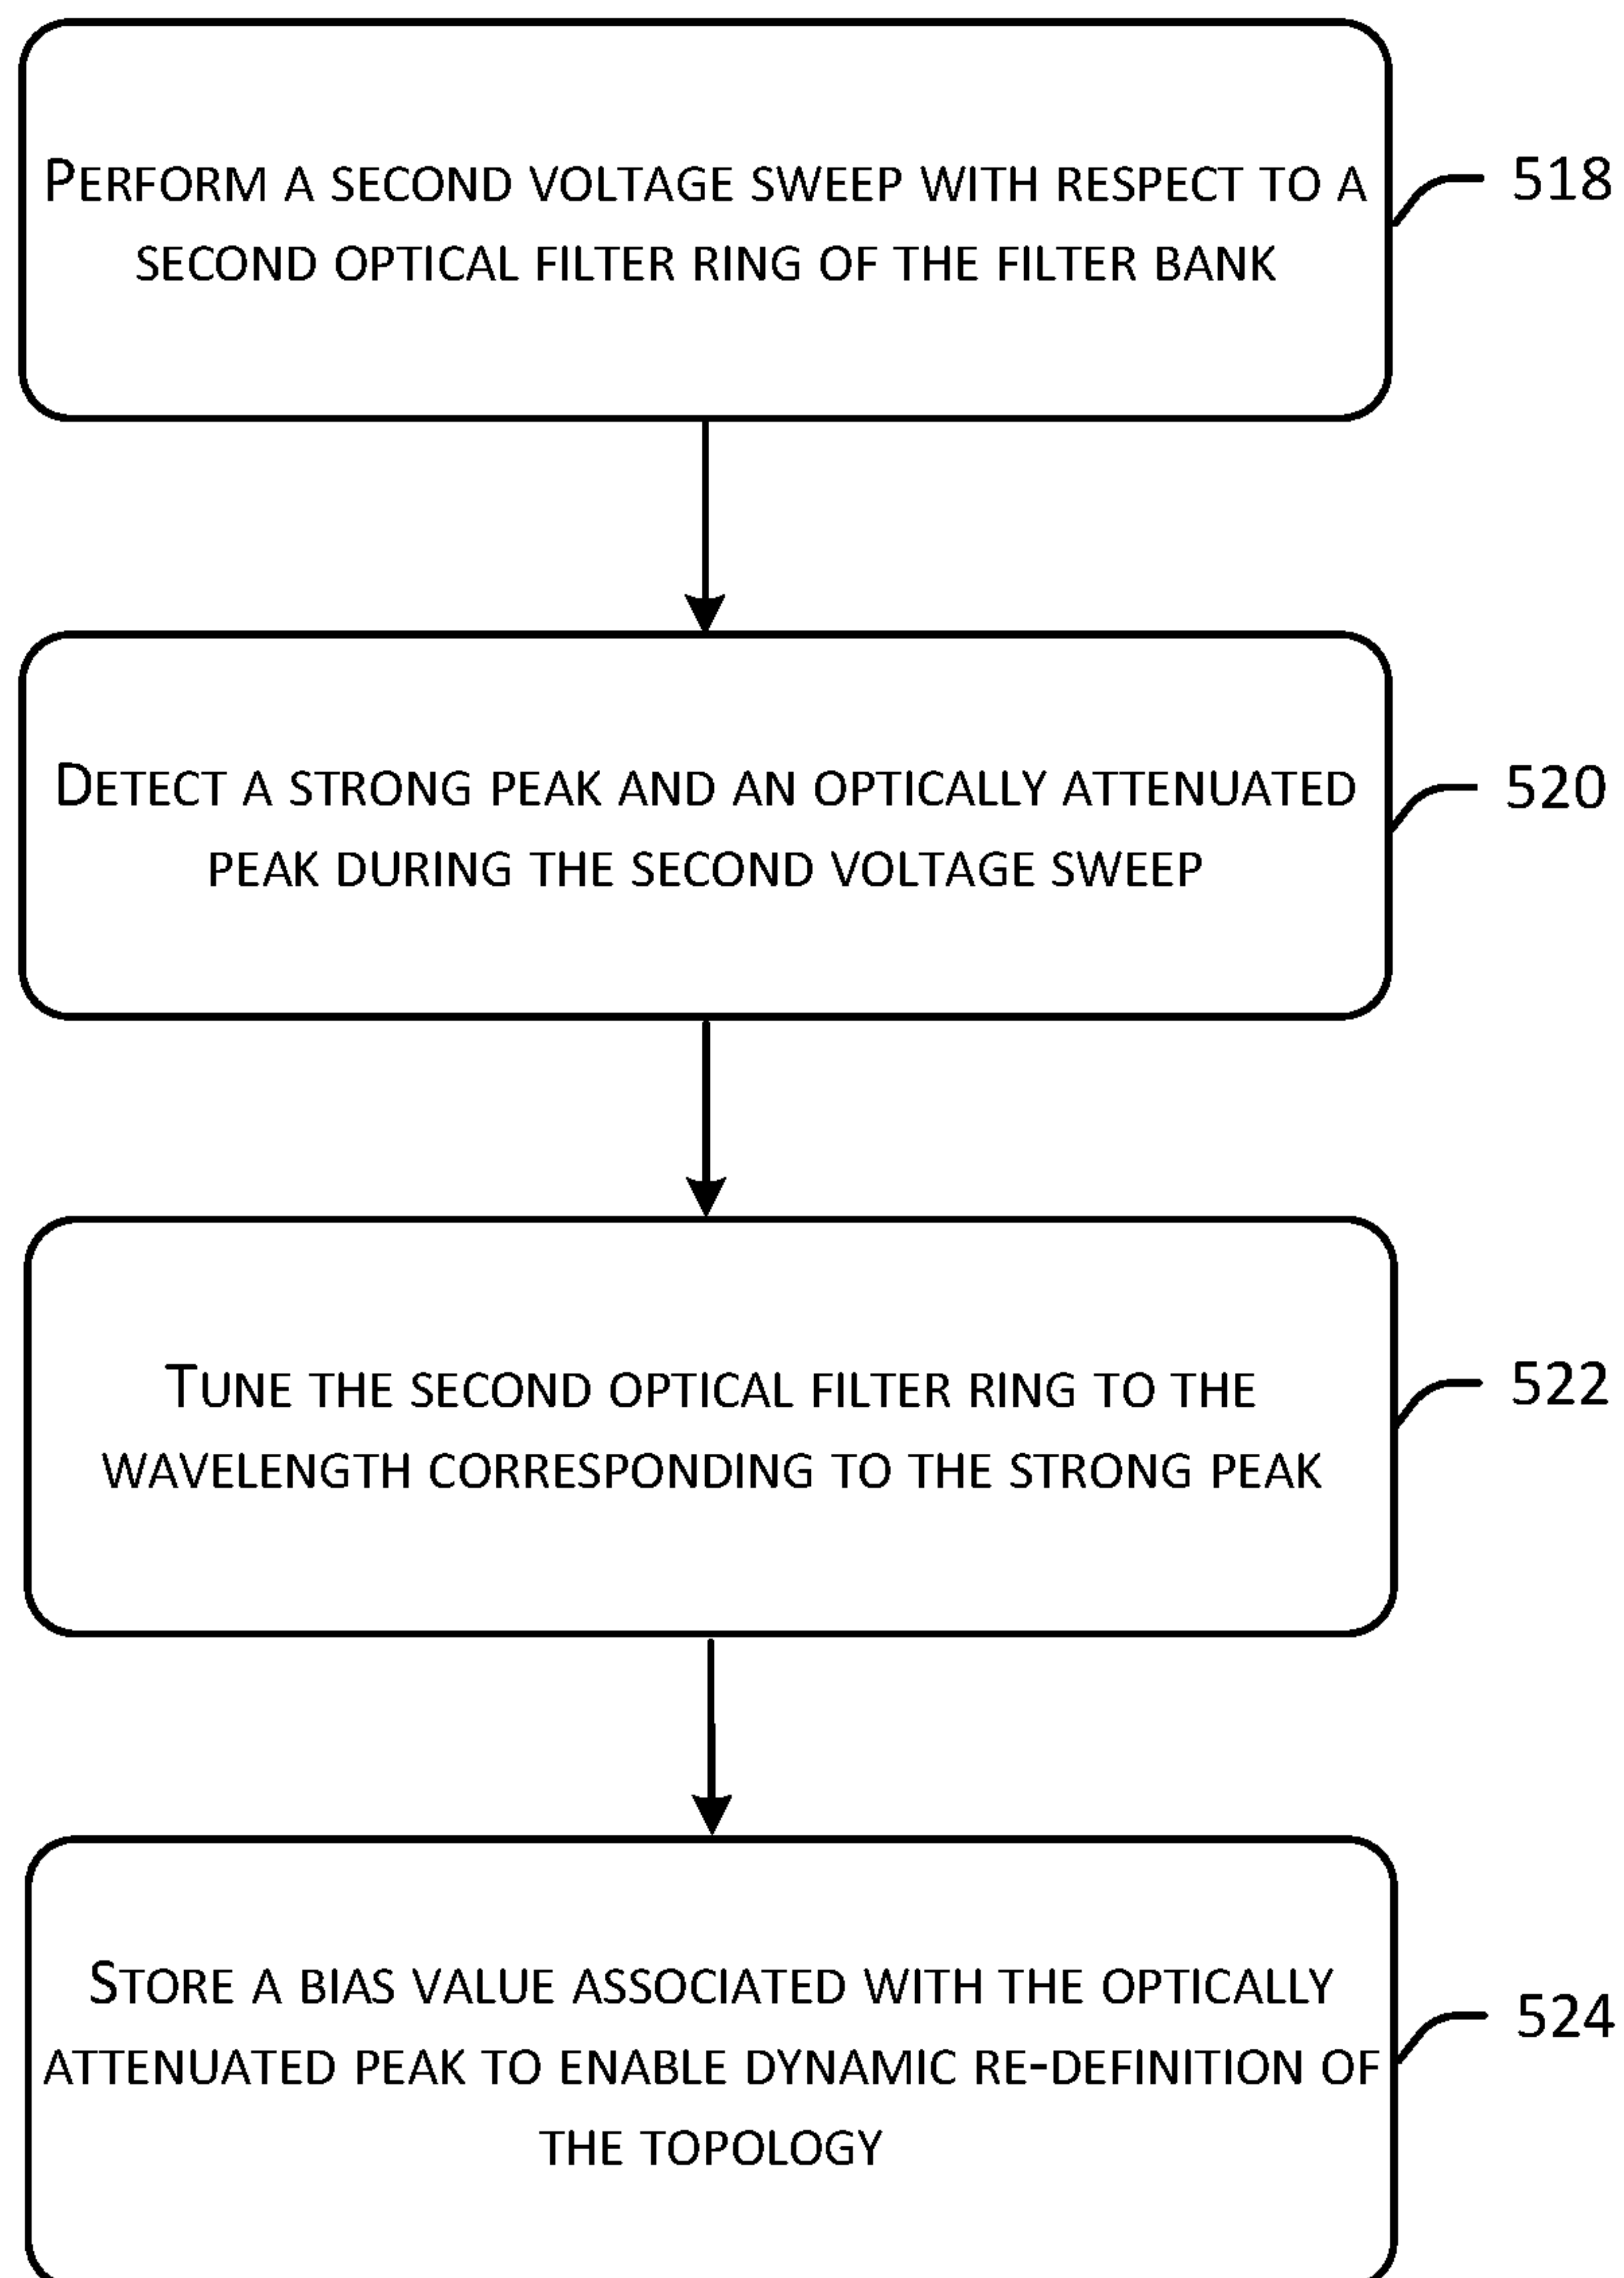 PERFORM A SECOND VOLTAGE SWEEP WITH RESPECT TO A
SECOND OPTICAL FILTER RING OF THE FILTER BANK
518
DETECT A STRONG PEAK AND AN OPTICALLY ATTENUATED
PEAK DURING THE SECOND VOLTAGE SWEEP
520
TUNE THE SECOND OPTICAL FILTER RING TO THE
WAVELENGTH CORRESPONDING TO THE STRONG PEAK
522
STORE A BIAS VALUE ASSOCIATED WITH THE OPTICALLY
ATTENUATED PEAK TO ENABLE DYNAMIC RE-DEFINITION OF
THE TOPOLOGY
524